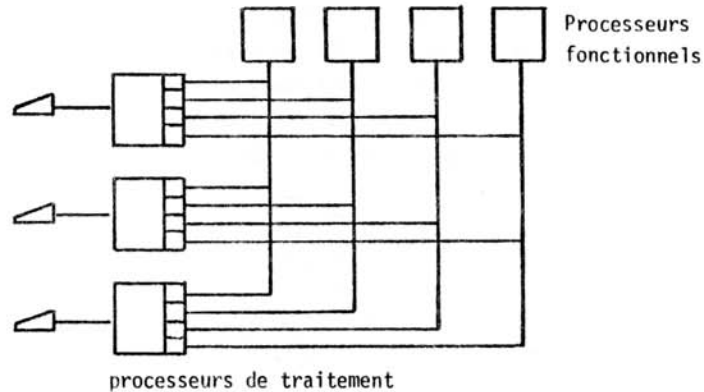 Processeurs
fonctionnels
processeurs de traitement